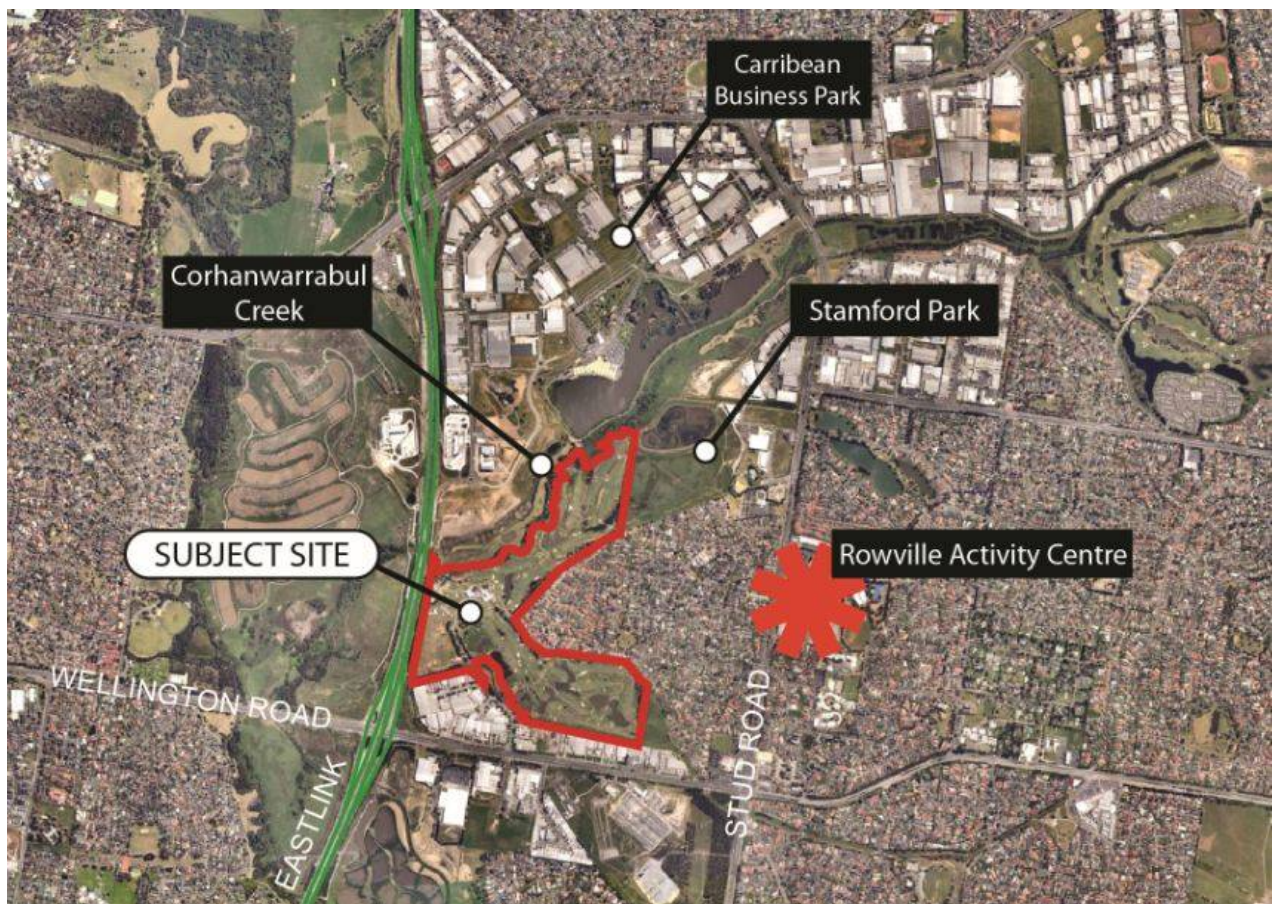 Carribean
Business Park
Corhanwarrabul
Creek
Stamford Park
SUBJECT SITE
Rowville Activity Centre
WELLINGTON ROAD
EASTLINK
STUD ROAD